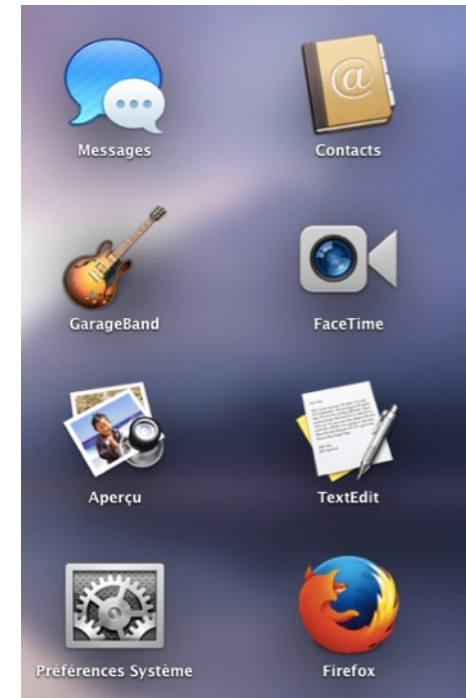 Messages
Contacts
GarageBand
FaceTime
Aperçu
TextEdit
Préférences Système
Firefox